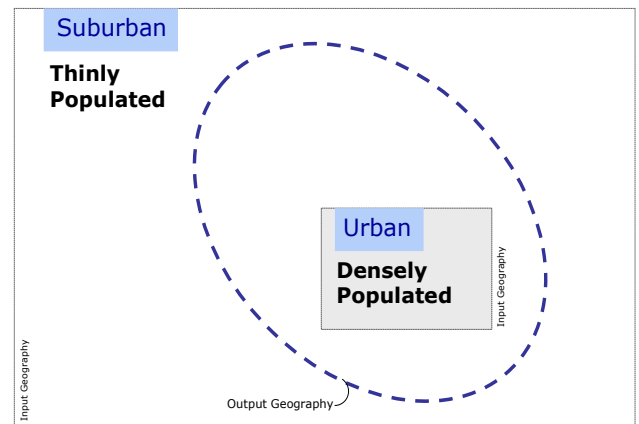 Suburban
Thinly
Populated
Urban
Densely
Populated
Input Geography
Input Geography
Output Geography